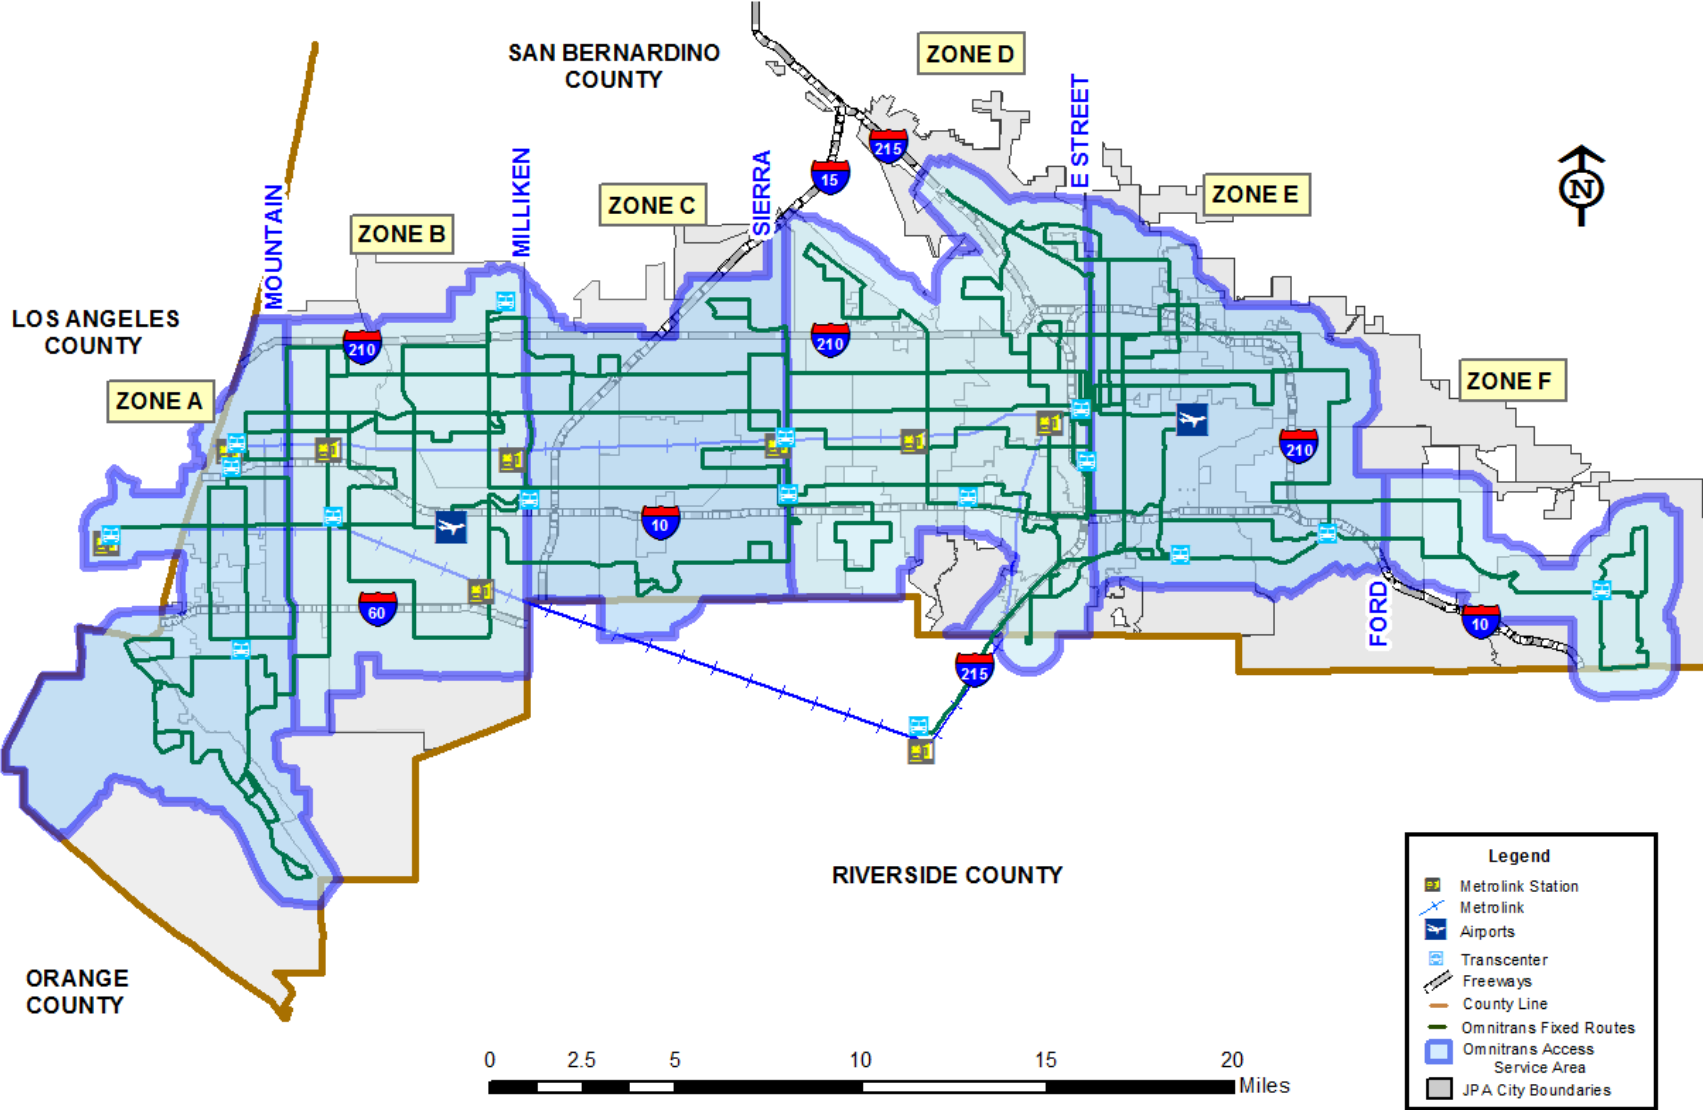 SAN BERNARDINO
COUNTY
ZONE D
E STREET
215
15
SIERRA
MILLIKEN
MOUNTAIN
ZONE C
ZONE E
ZONE B
N
LOS ANGELES
COUNTY
210
210
ZONE A
ZONE F
210
10
60
FORD
10
215
RIVERSIDE COUNTY
ORANGE
COUNTY
0 2.5 5 10 15 20
Miles
Legend
Metrolink Station
Metrolink
Airports
Transcenter
Freeways
County Line
Omnitrans Fixed Routes
Omnitrans Access
Service Area
JPA City Boundaries